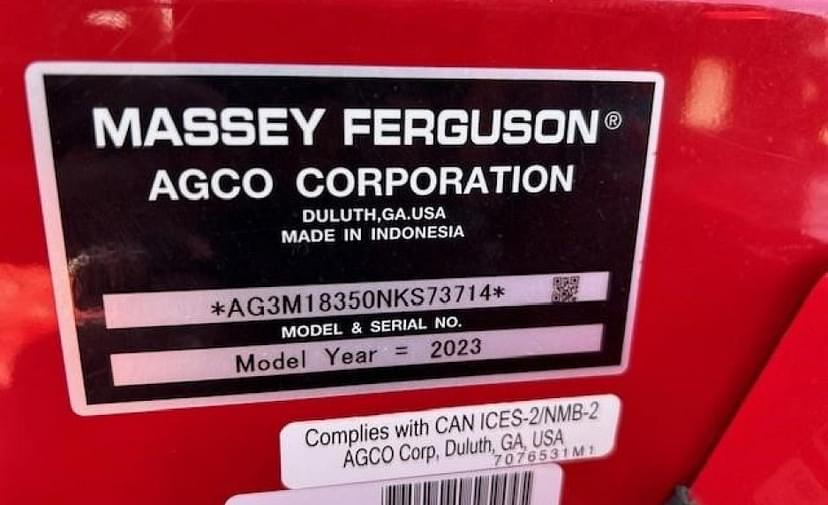 MASSEY FERGUSON®
AGCO CORPORATION
DULUTH,GA.USA
MADE IN INDONESIA
*AG3M18350NKS73714*
MODEL & SERIAL NO.
Model Year = 2023
Complies with CAN ICES-2/NMB-2
AGCO Corp, Duluth, GA, USA
7076531M1